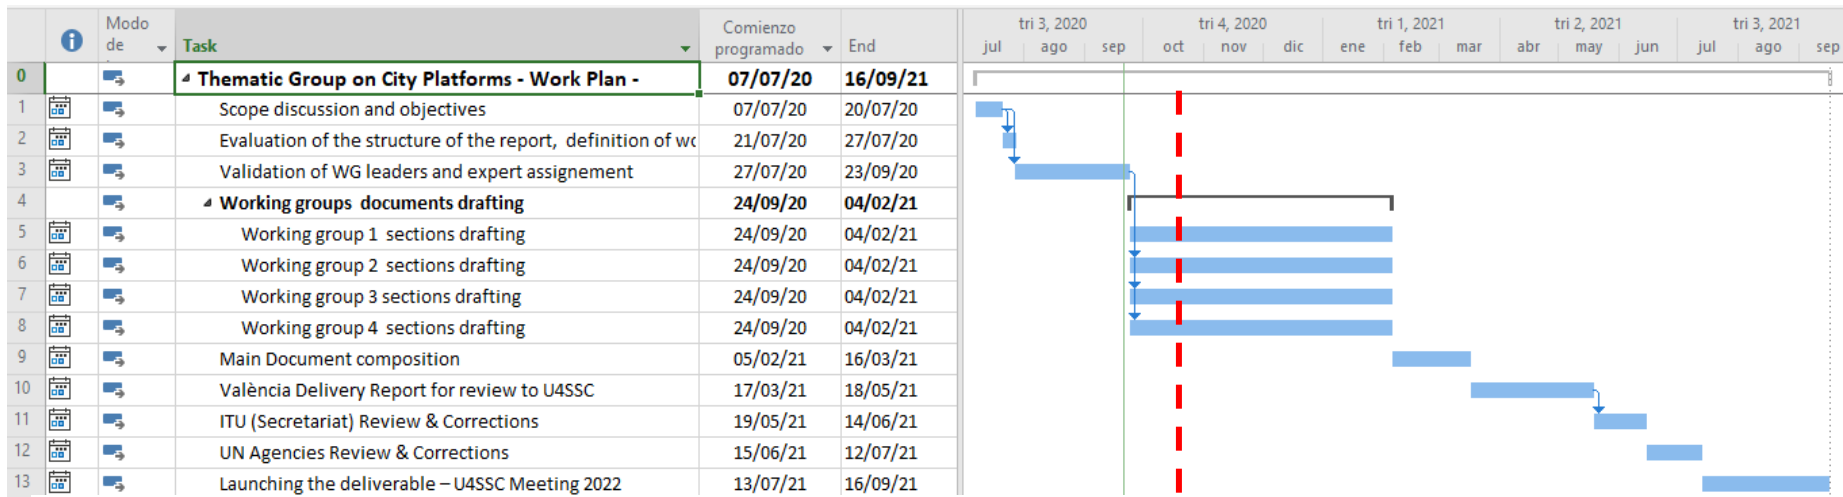 Modo de
Task
Comienzo programado
End
tri 3, 2020 tri 4, 2020 tri 1, 2021 tri 2, 2021 tri 3, 2021
jul ago sep oct nov dic ene feb mar abr may jun jul ago sep
0 Thematic Group on City Platforms - Work Plan - 07/07/20 16/09/21
1 Scope discussion and objectives 07/07/20 20/07/20
2 Evaluation of the structure of the report, definition of 21/07/20 27/07/20
3 Validation of WG leaders and expert assignement 27/07/20 23/09/20
4 Working groups documents drafting 24/09/20 04/02/21
5 Working group 1 sections drafting 24/09/20 04/02/21
6 Working group 2 sections drafting 24/09/20 04/02/21
7 Working group 3 sections drafting 24/09/20 04/02/21
8 Working group 4 sections drafting 24/09/20 04/02/21
9 Main Document composition 05/02/21 16/03/21
10 València Delivery Report for review to U4SSC 17/03/21 18/05/21
11 ITU (Secretariat) Review & Corrections 19/05/21 14/06/21
12 UN Agencies Review & Corrections 15/06/21 12/07/21
13 Launching the deliverable – U4SSC Meeting 2022 13/07/21 16/09/21